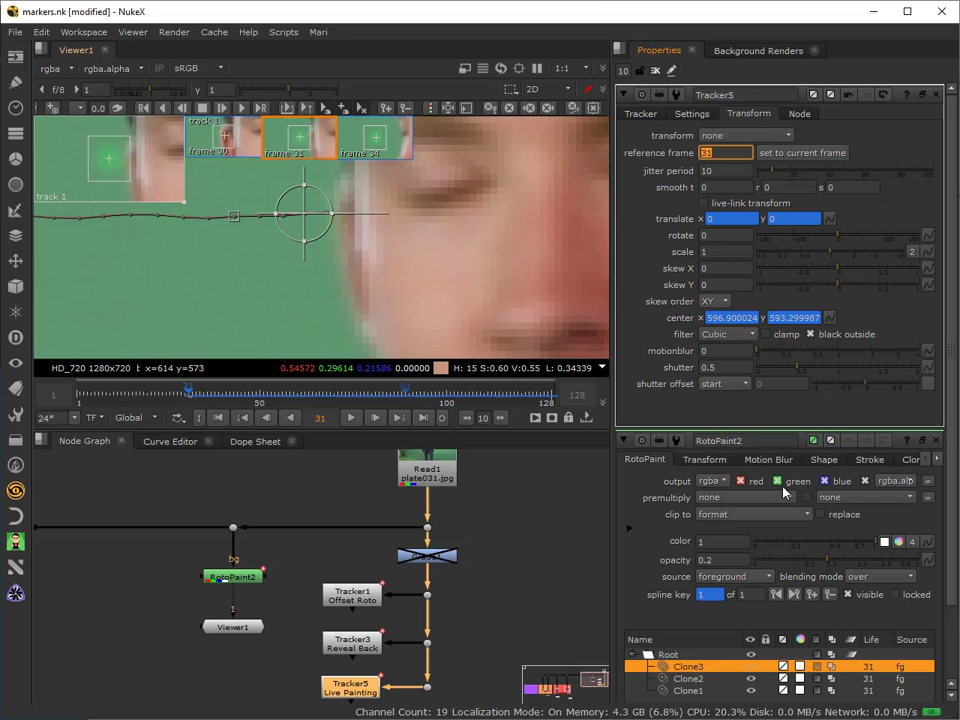 markers.nk [modified] - NukeX
File Edit Workspace Viewer Render Cache Help Scripts Mari
Viewer1
rgba rgba.alpha IP sRGB 1:1
f/8 1 Y 1 2D
0.0
track 1
frame 30 frame 31 frame 34
track 1
HD_720 1280x720 x=614 y=573 0.54572 0.29614 0.21586 0.00000 H: 15 S:0.60 V:0.55 L: 0.34339
1 1 31 50 100 128 128
24* TF Global 31 10
Node Graph Curve Editor Dope Sheet
Read1
plate031.jpg
bg
RotoPaint2
1
Viewer1
Tracker1
Offset Roto
Tracker3
Reveal Back
Tracker5
Live Painting
Properties Background Renders
10
Tracker5
Tracker Settings Transform Node
transform none
reference frame 31 set to current frame
jitter period 10
smooth t 0 r 0 s 0
live-link transform
translate x 0 y 0
rotate 0
scale 1 2
skew X 0
skew Y 0
skew order XY
center x 596.900024 y 593.299987
filter Cubic clamp black outside
motionblur 0
shutter 0.5
shutter offset start 0
RotoPaint2
RotoPaint Transform Motion Blur Shape Stroke Clor
output rgba red green blue rgba.alp
premultiply none none
clip to format replace
color 1 4
opacity 0.2
source foreground blending mode over
spline key 1 of 1 visible locked
Name Life Source
Root
Clone3 31 fg
Clone2 31 fg
Clone1 31 fg
Channel Count: 19 Localization Mode: On Memory: 4.3 GB (6.8%) CPU: 20.3% Disk: 0.0 MB/s Network: 0.0 MB/s